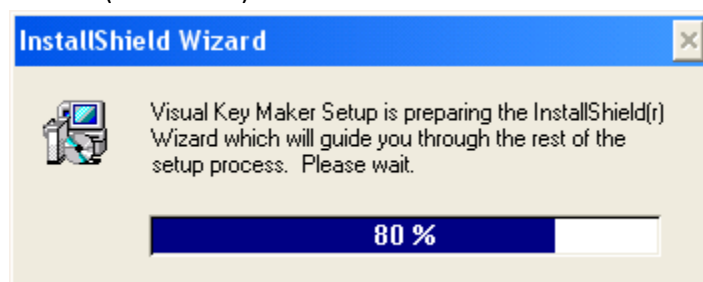 InstallShield Wizard
Visual Key Maker Setup is preparing the InstallShield(r)
Wizard which will guide you through the rest of the
setup process. Please wait.
80 %